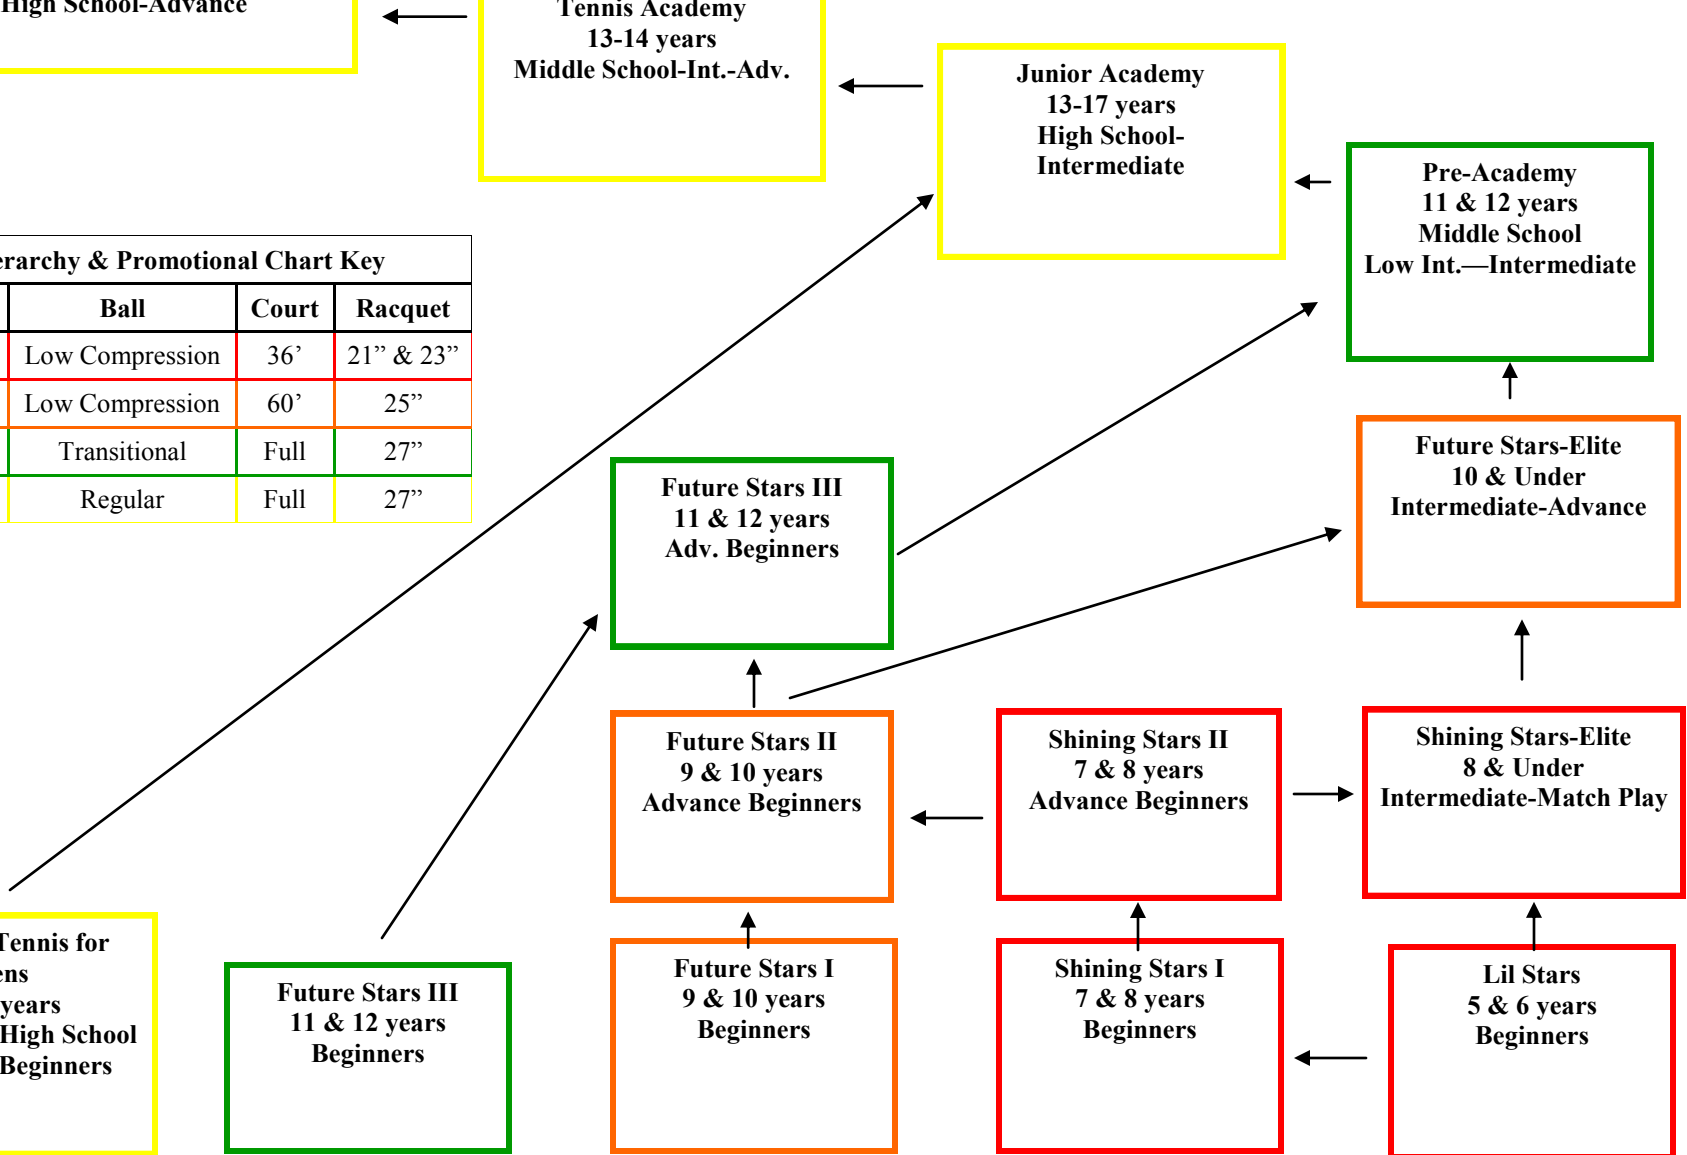 High School-Advance
Tennis Academy
13-14 years
Middle School-Int.-Adv.
Junior Academy
13-17 years
High School-
Intermediate
Pre-Academy
11 & 12 years
Middle School
Low Int.—Intermediate
erarchy & Promotional Chart Key
Ball Court Racquet
Low Compression 36’ 21” & 23”
Low Compression 60’ 25”
Transitional Full 27”
Regular Full 27”
Future Stars III
11 & 12 years
Adv. Beginners
Future Stars-Elite
10 & Under
Intermediate-Advance
Future Stars II
9 & 10 years
Advance Beginners
Shining Stars II
7 & 8 years
Advance Beginners
Shining Stars-Elite
8 & Under
Intermediate-Match Play
Tennis for
ens
years
High School
Beginners
Future Stars III
11 & 12 years
Beginners
Future Stars I
9 & 10 years
Beginners
Shining Stars I
7 & 8 years
Beginners
Lil Stars
5 & 6 years
Beginners